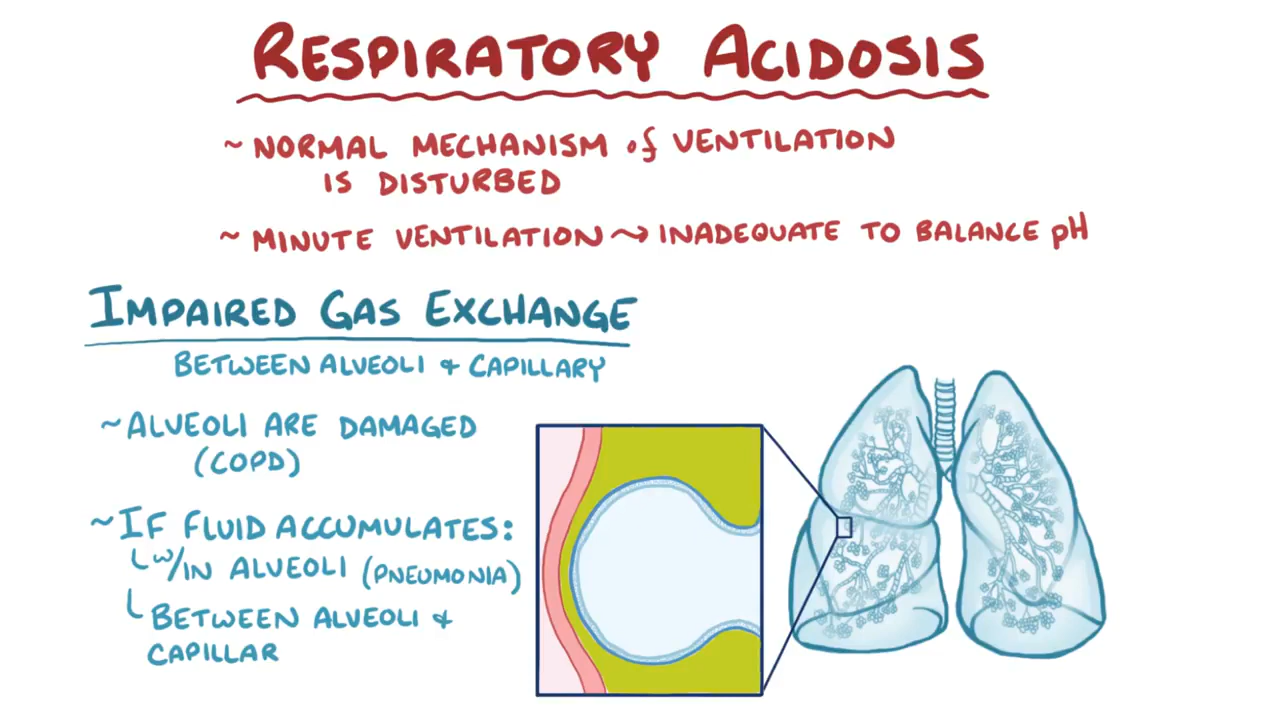 RESPIRATORY ACIDOSIS
~ NORMAL MECHANISM of VENTILATION
IS DISTURBED
~ MINUTE VENTILATION ⤳ INADEQUATE TO BALANCE pH
IMPAIRED GAS EXCHANGE
BETWEEN ALVEOLI & CAPILLARY
~ ALVEOLI ARE DAMAGED
(COPD)
~ IF FLUID ACCUMULATES:
w/IN ALVEOLI (PNEUMONIA)
BETWEEN ALVEOLI &
CAPILLAR